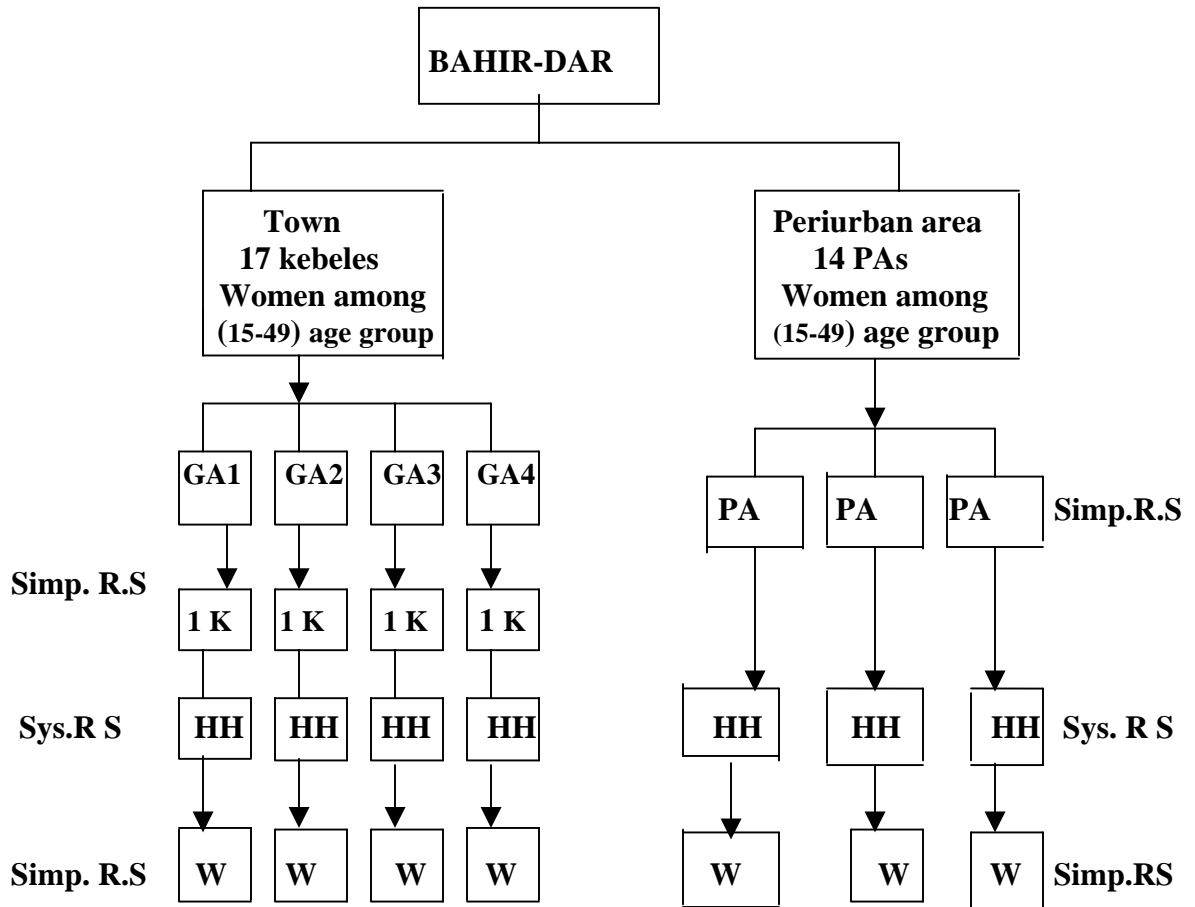 BAHIR-DAR
Town
17 kebeles
Women among
(15-49) age group
Periurban area
14 PAs
Women among
(15-49) age group
GA1 GA2 GA3 GA4
PA PA PA Simp.R.S
Simp. R.S
1 K 1 K 1 K 1 K
Sys.R S HH HH HH HH
HH HH HH Sys. R S
Simp. R.S W W W W
W W W Simp.RS